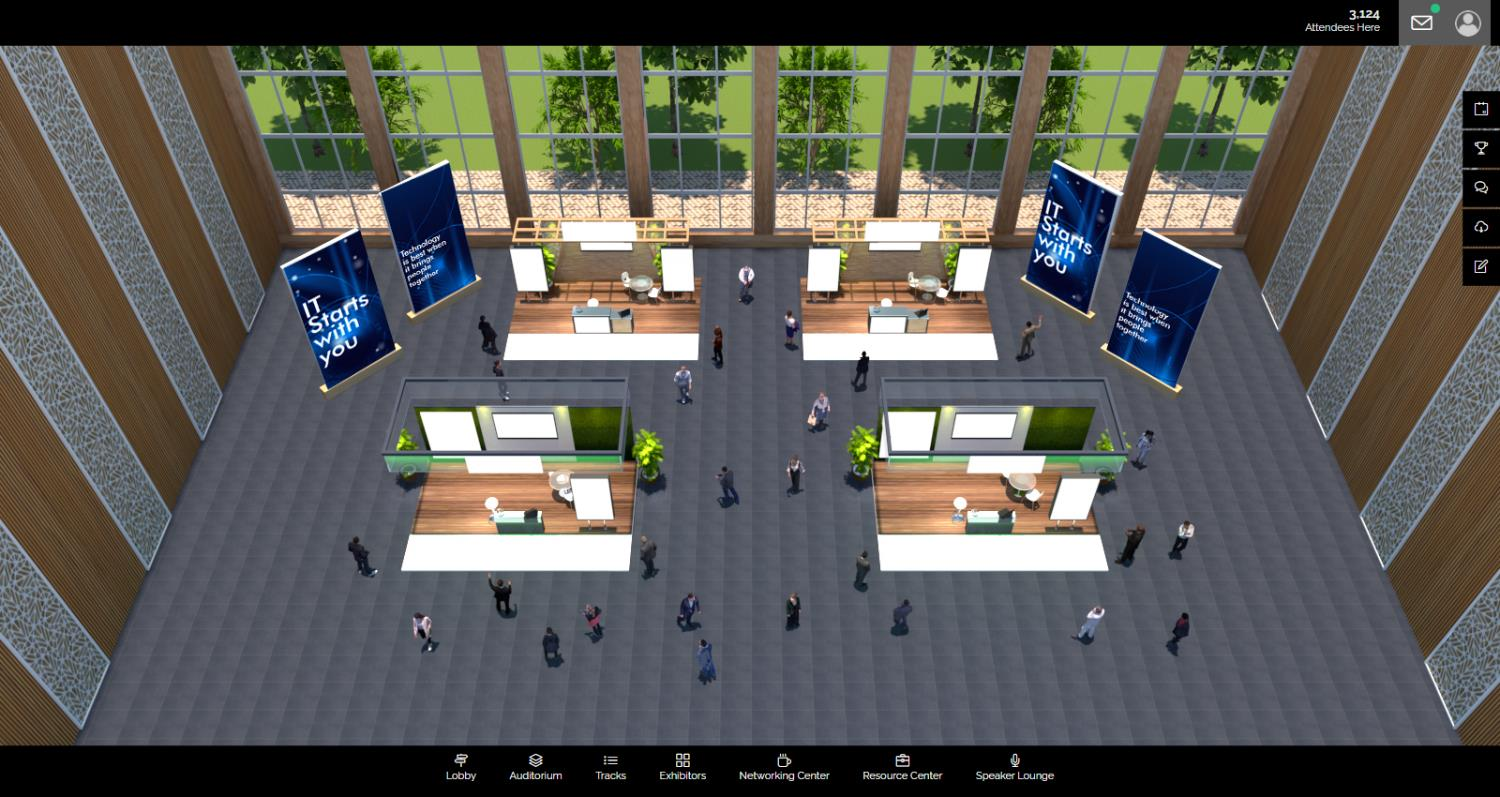 3,124
Attendees Here
IT
Starts
with
you
Technology
is best when
it brings
people
together
IT
Starts
with
you
Technology
is best when
it brings
people
together
Lobby
Auditorium
Tracks
Exhibitors
Networking Center
Resource Center
Speaker Lounge